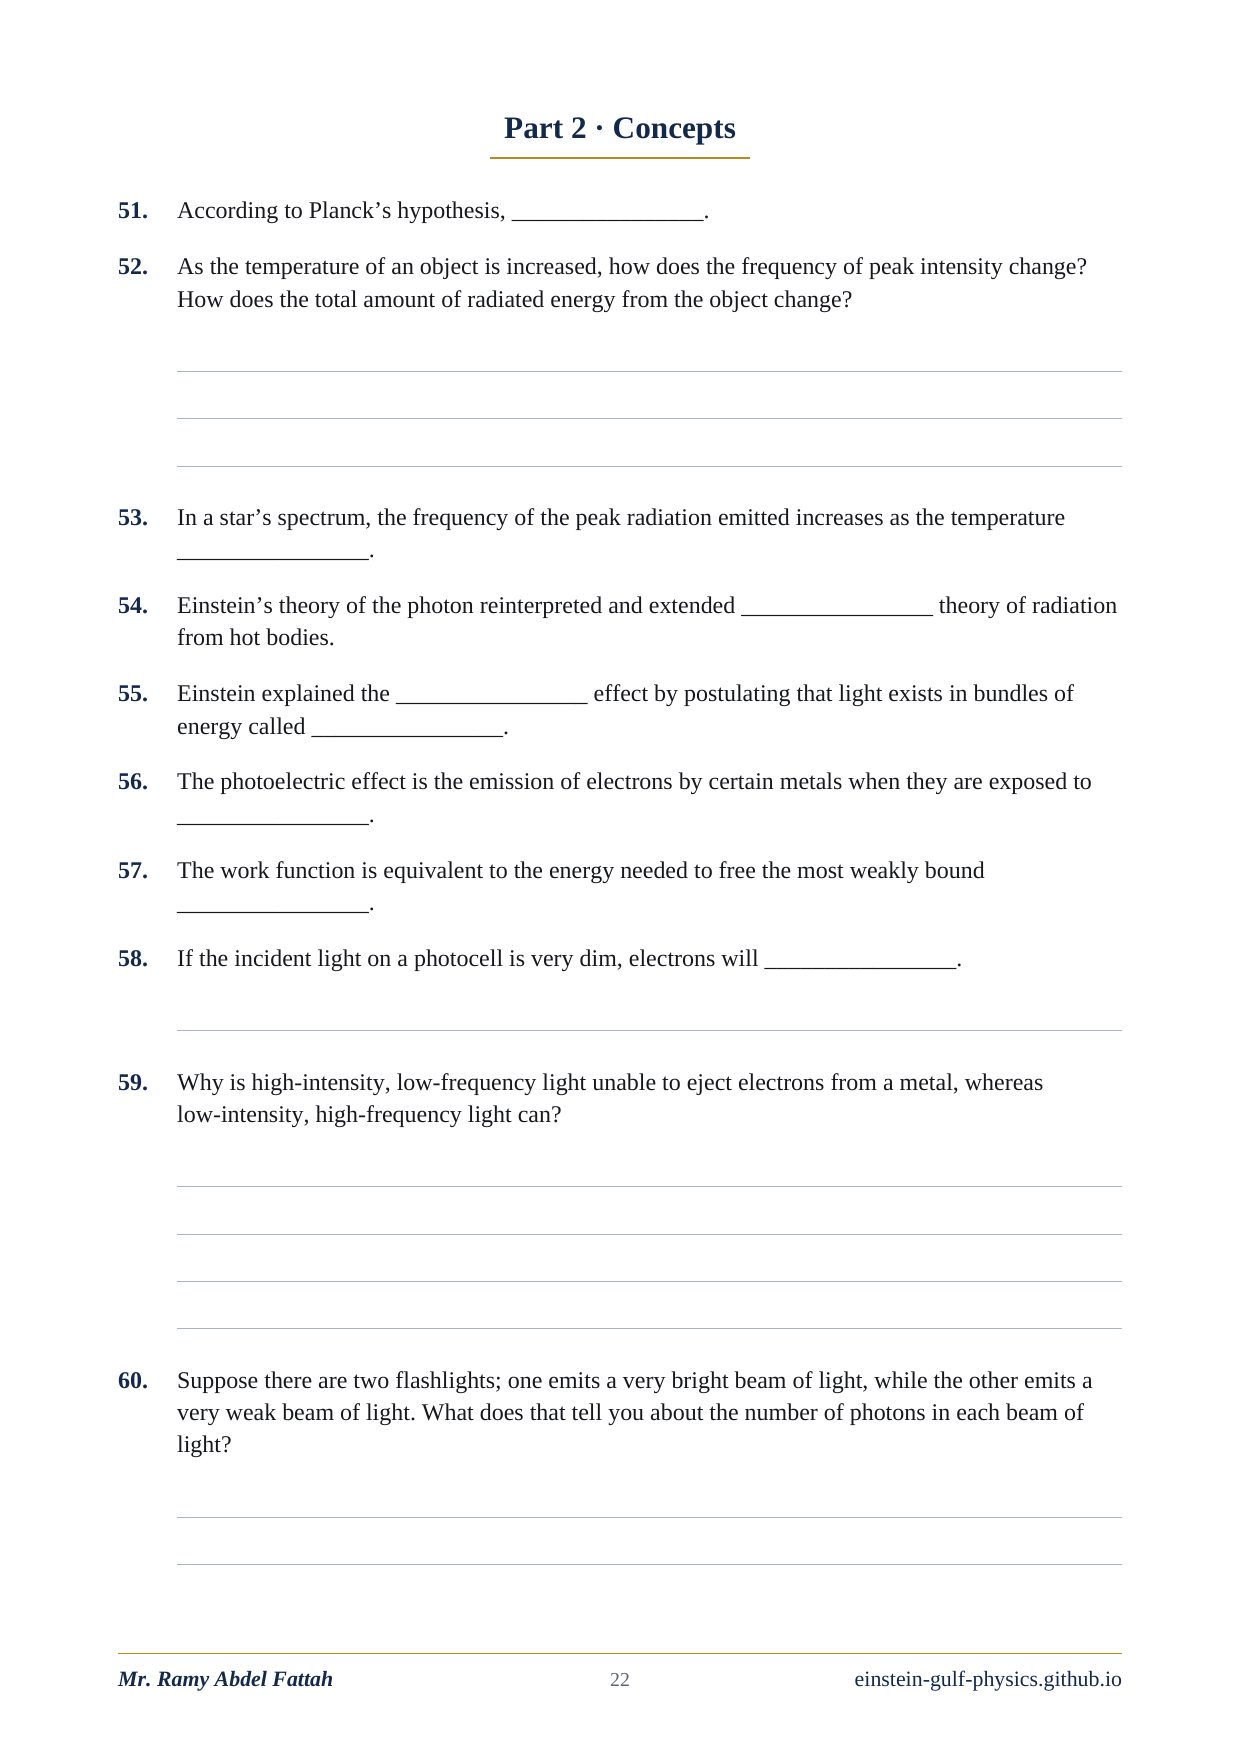 Part 2 · Concepts
51. According to Planck’s hypothesis, ________________.
52. As the temperature of an object is increased, how does the frequency of peak intensity change?
How does the total amount of radiated energy from the object change?
53. In a star’s spectrum, the frequency of the peak radiation emitted increases as the temperature
________________.
54. Einstein’s theory of the photon reinterpreted and extended ________________ theory of radiation
from hot bodies.
55. Einstein explained the ________________ effect by postulating that light exists in bundles of
energy called ________________.
56. The photoelectric effect is the emission of electrons by certain metals when they are exposed to
________________.
57. The work function is equivalent to the energy needed to free the most weakly bound
________________.
58. If the incident light on a photocell is very dim, electrons will ________________.
59. Why is high-intensity, low-frequency light unable to eject electrons from a metal, whereas
low-intensity, high-frequency light can?
60. Suppose there are two flashlights; one emits a very bright beam of light, while the other emits a
very weak beam of light. What does that tell you about the number of photons in each beam of
light?
Mr. Ramy Abdel Fattah 22 einstein-gulf-physics.github.io